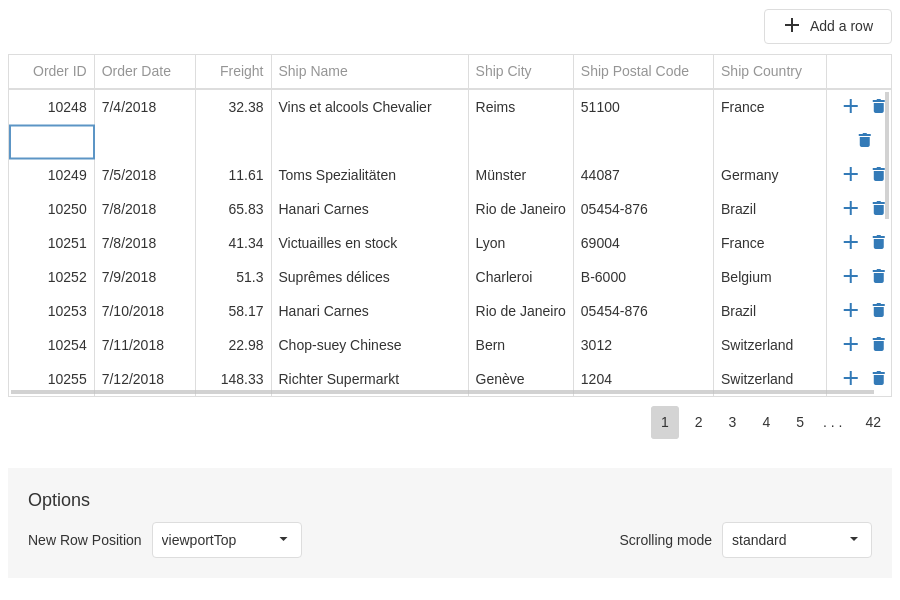 Add a row
Order ID Order Date Freight Ship Name Ship City Ship Postal Code Ship Country
10248 7/4/2018 32.38 Vins et alcools Chevalier Reims 51100 France
10249 7/5/2018 11.61 Toms Spezialitäten Münster 44087 Germany
10250 7/8/2018 65.83 Hanari Carnes Rio de Janeiro 05454-876 Brazil
10251 7/8/2018 41.34 Victuailles en stock Lyon 69004 France
10252 7/9/2018 51.3 Suprêmes délices Charleroi B-6000 Belgium
10253 7/10/2018 58.17 Hanari Carnes Rio de Janeiro 05454-876 Brazil
10254 7/11/2018 22.98 Chop-suey Chinese Bern 3012 Switzerland
10255 7/12/2018 148.33 Richter Supermarkt Genève 1204 Switzerland
1 2 3 4 5 . . . 42
Options
New Row Position viewportTop Scrolling mode standard